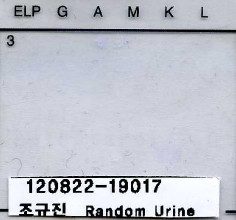 ELP G A M K L
3
120822-19017
조규진 Random Urine